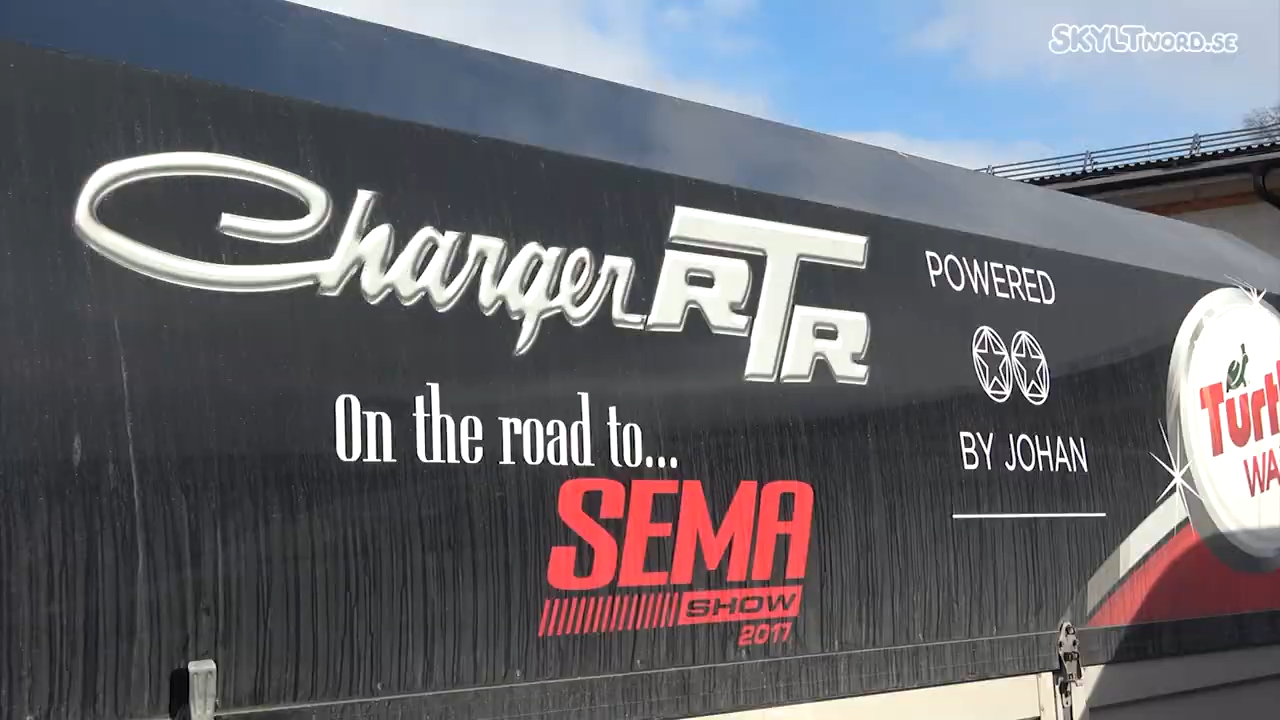 SKYLTNORD.SE
Charger RTR
On the road to...
SEMA
SHOW
2017
POWERED
BY JOHAN